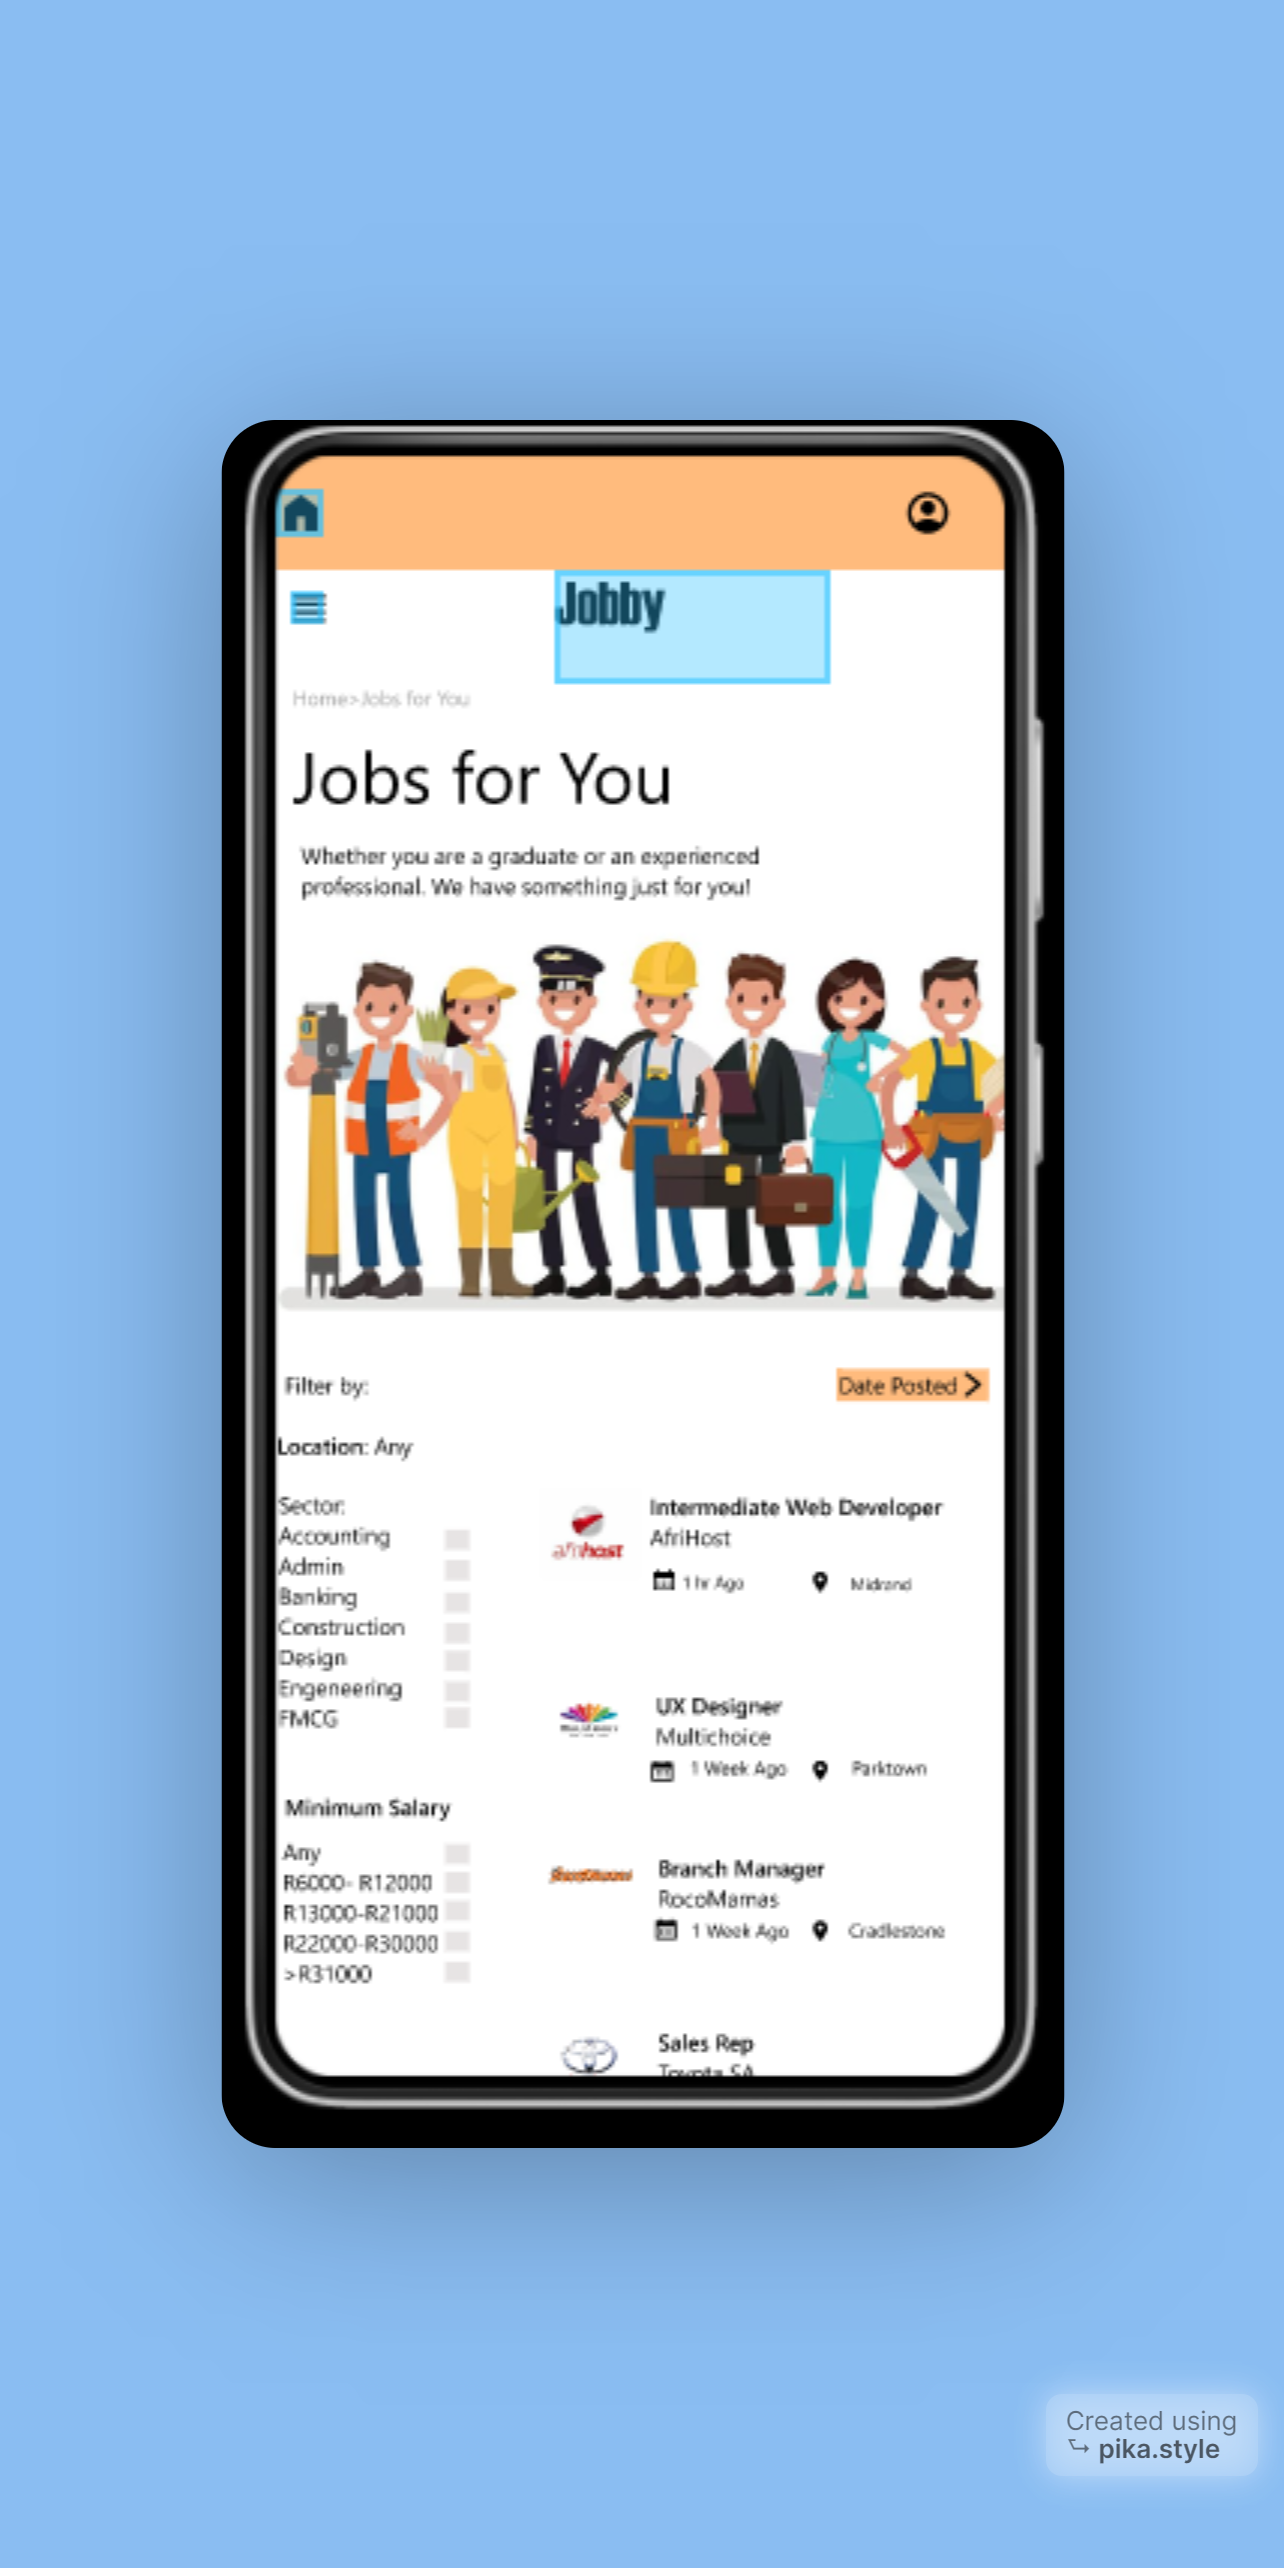 Jobby
Home>Jobs for You
Jobs for You
Whether you are a graduate or an experienced
professional. We have something just for you!
Filter by:
Date Posted
Location: Any
Sector:
Accounting
Admin
Banking
Construction
Design
Engeneering
FMCG
Minimum Salary
Any
R6000- R12000
R13000-R21000
R22000-R30000
>R31000
afrihost
Intermediate Web Developer
AfriHost
1 hr Ago
Midrand
UX Designer
Multichoice
1 Week Ago
Parktown
Branch Manager
RocoMamas
1 Week Ago
Cradlestone
Sales Rep
Toyota SA
Created using
pika.style